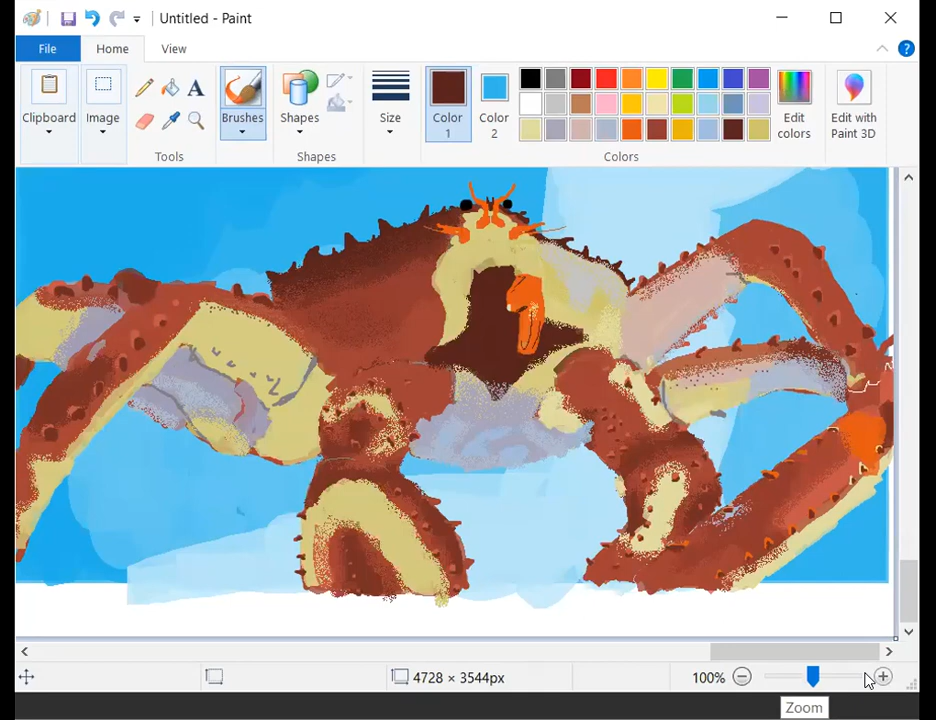 Untitled - Paint
File Home View
Clipboard
Image
A
Tools
Brushes
Shapes
Shapes
Size
Color 1
Color 2
Colors
Edit colors
Edit with Paint 3D
4728 × 3544px
100%
Zoom